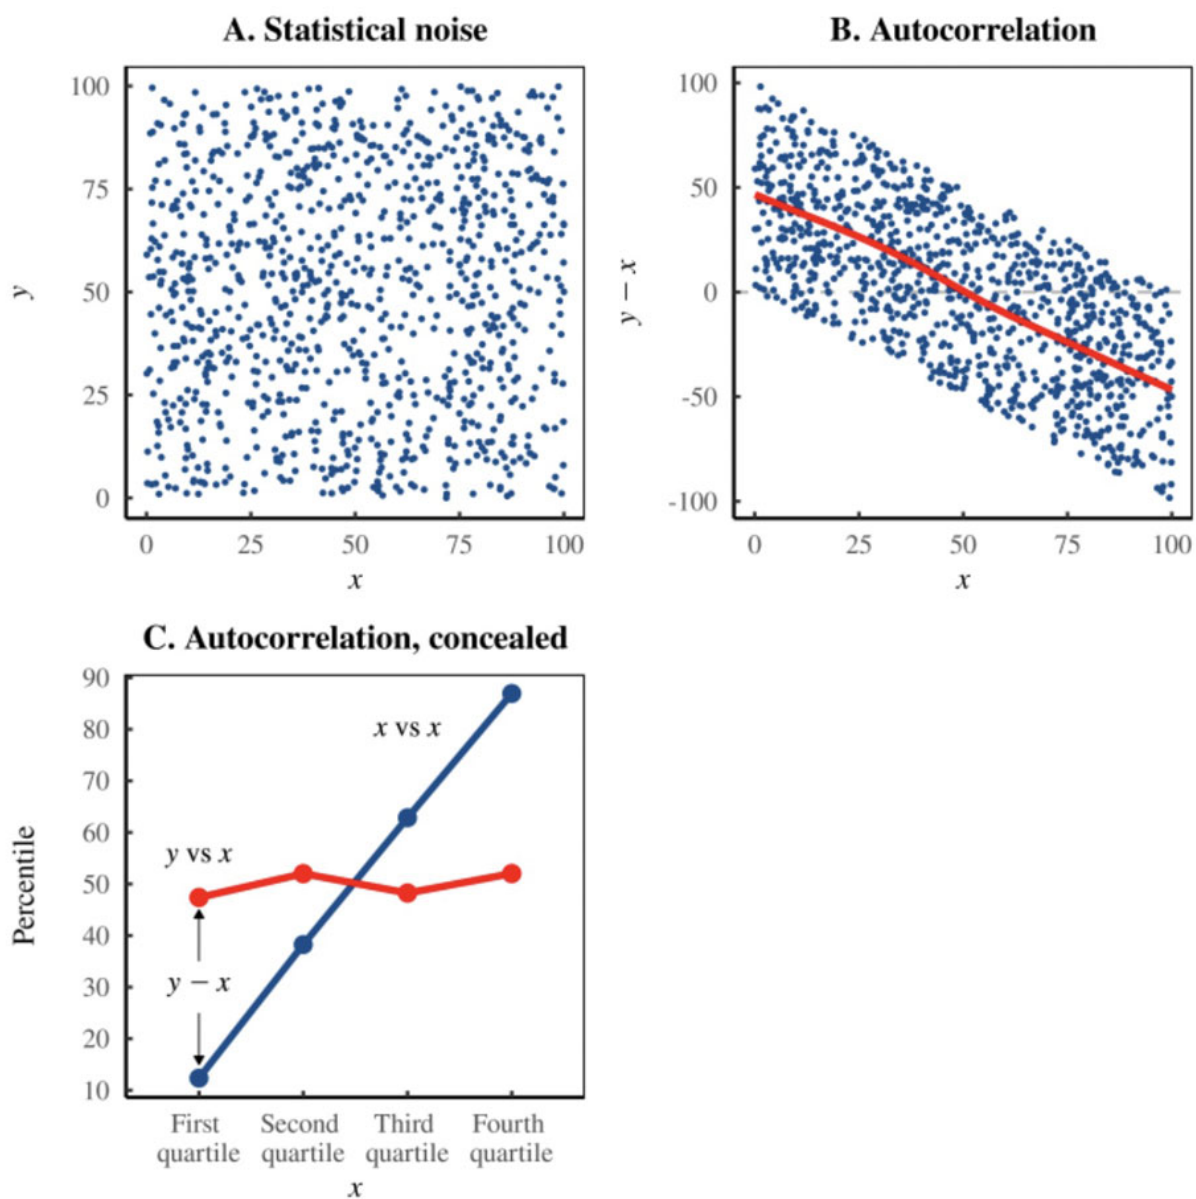 A. Statistical noise
100
75
50
25
0
y
0 25 50 75 100
x
B. Autocorrelation
100
50
0
-50
-100
y − x
0 25 50 75 100
x
C. Autocorrelation, concealed
90
80
70
60
50
40
30
20
10
Percentile
x vs x
y vs x
y − x
First Second Third Fourth
quartile quartile quartile quartile
x